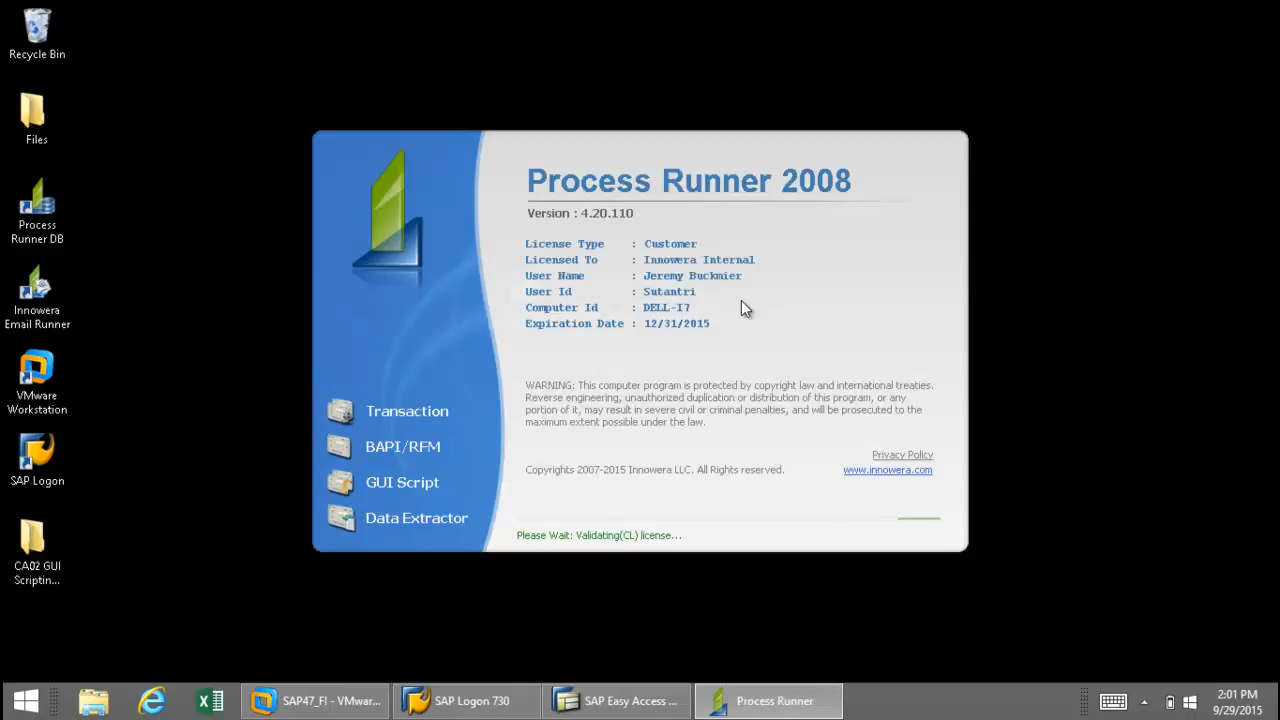 Recycle Bin
Files
Process
Runner DB
Innowera
Email Runner
VMware
Workstation
SAP Logon
CA02 GUI
Scriptin...
Process Runner 2008
Version : 4.20.110
License Type : Customer
Licensed To : Innowera Internal
User Name : Jeremy Buckmier
User Id : Sutantri
Computer Id : DELL-I7
Expiration Date : 12/31/2015
WARNING: This computer program is protected by copyright law and international treaties.
Reverse engineering, unauthorized duplication or distribution of this program, or any
portion of it, may result in severe civil or criminal penalties, and will be prosecuted to the
maximum extent possible under the law.
Transaction
BAPI/RFM
GUI Script
Data Extractor
Privacy Policy
Copyrights 2007-2015 Innowera LLC. All Rights reserved.
www.innowera.com
Please Wait: Validating(CL) license...
SAP47_FI - VMwar...
SAP Logon 730
SAP Easy Access ...
Process Runner
2:01 PM
9/29/2015